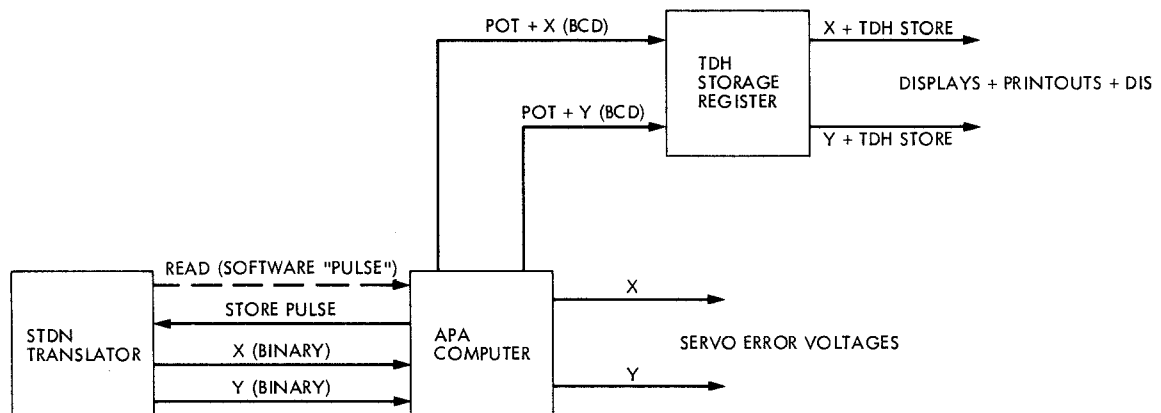 POT + X (BCD)
X + TDH STORE
TDH
STORAGE
REGISTER
DISPLAYS + PRINTOUTS + DIS
POT + Y (BCD)
Y + TDH STORE
READ (SOFTWARE "PULSE")
STORE PULSE
STDN
TRANSLATOR
X (BINARY)
Y (BINARY)
APA
COMPUTER
X
SERVO ERROR VOLTAGES
Y